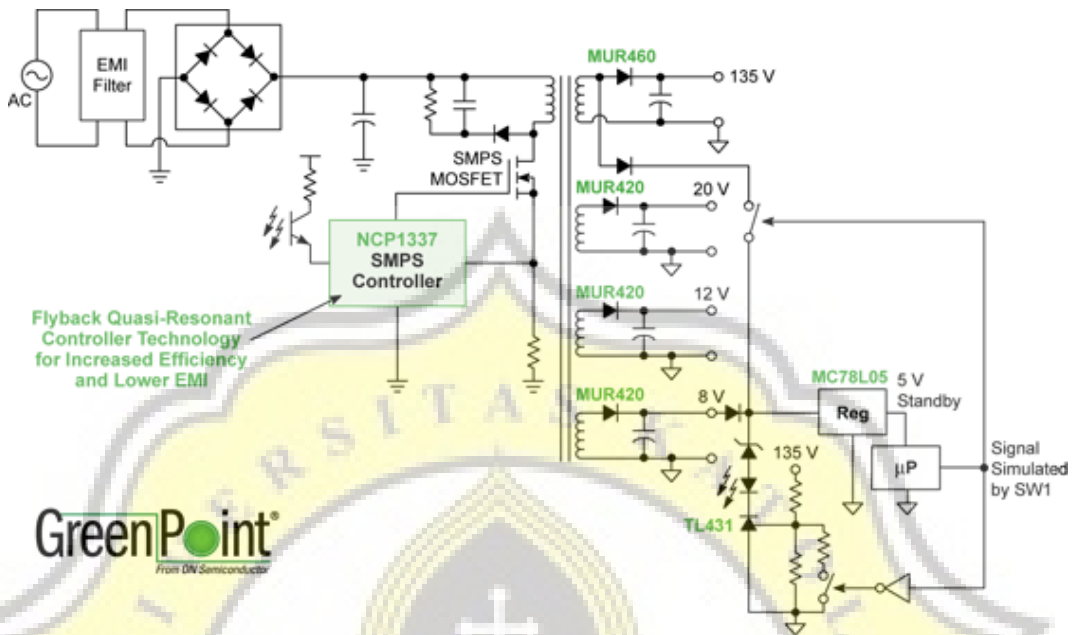 AC
EMI
Filter
MUR460
135 V
SMPS
MOSFET
MUR420
20 V
NCP1337
SMPS
Controller
Flyback Quasi-Resonant
Controller Technology
for Increased Efficiency
and Lower EMI
MUR420
12 V
MUR420
8 V
MC78L05
Reg
5 V
Standby
µP
Signal
Simulated
by SW1
135 V
TL431
GreenPoint®
From ON Semiconductor
E R S I T A S